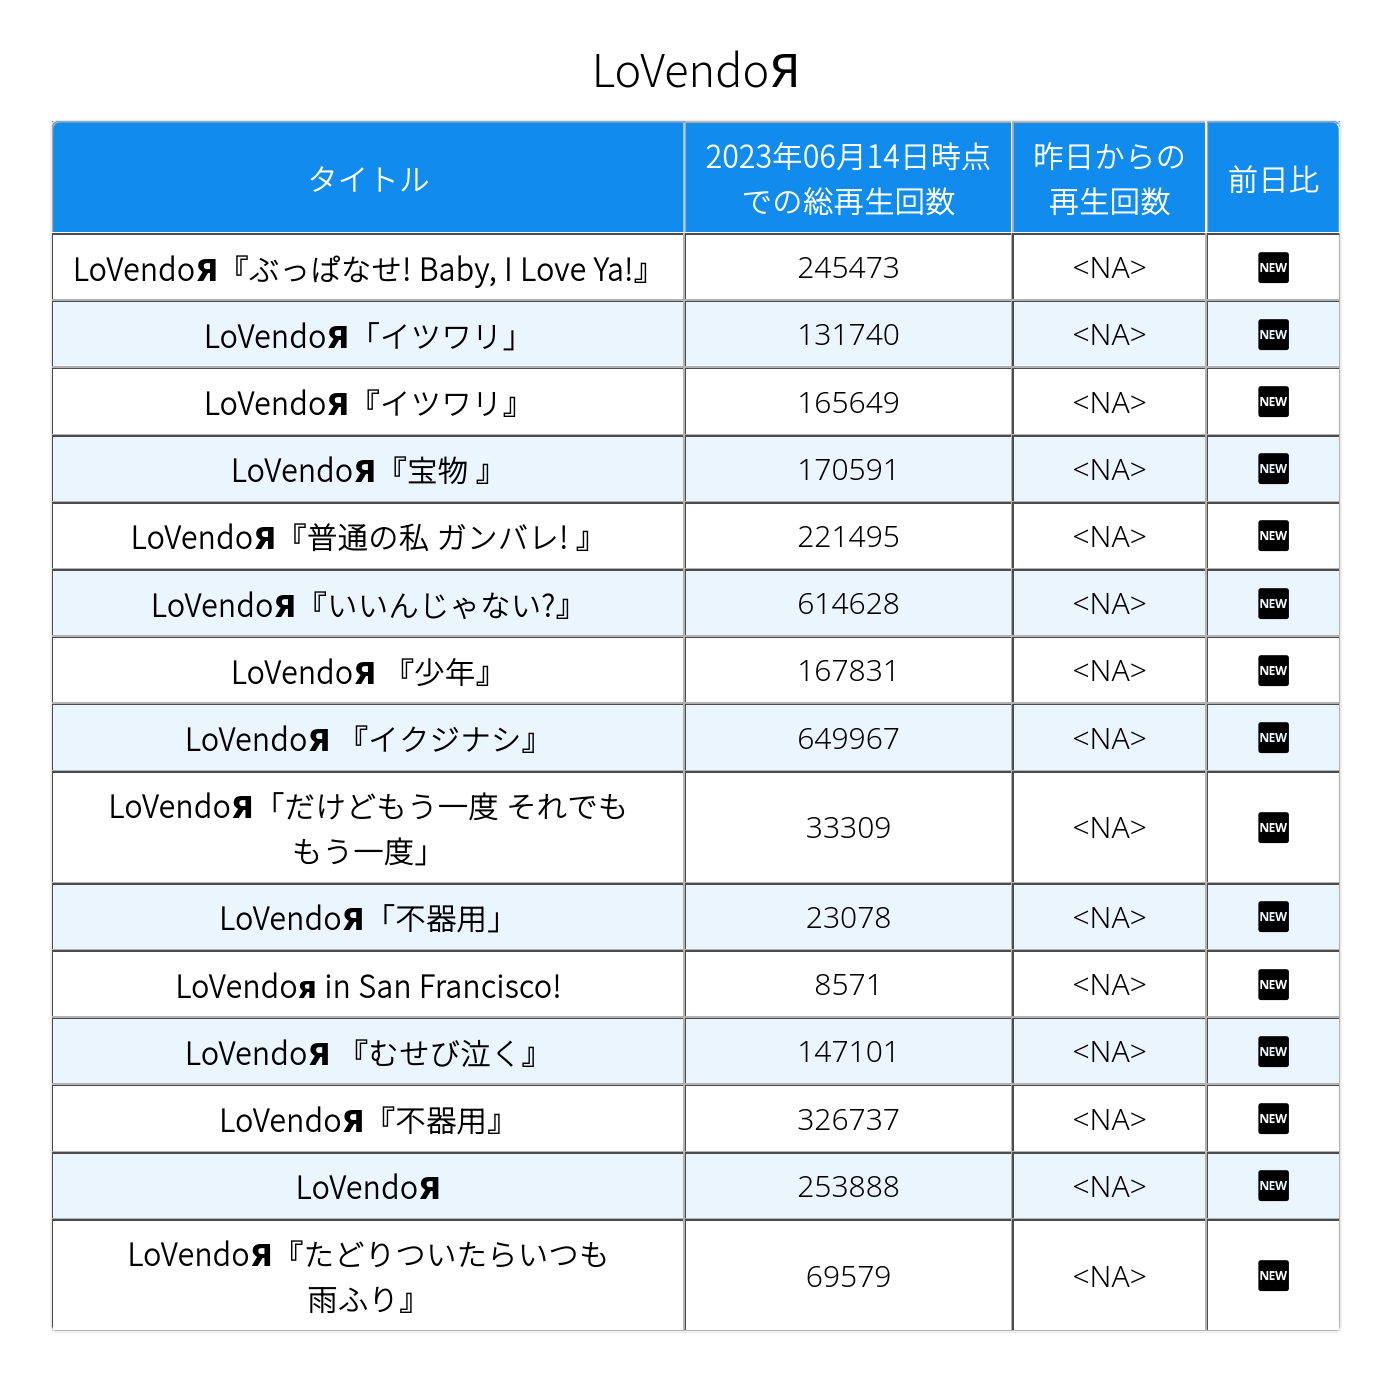 LoVendoЯ
タイトル
2023年06月14日時点
での総再生回数
昨日からの
再生回数
前日比
LoVendoЯ『ぶっぱなせ! Baby, I Love Ya!』 245473 <NA> NEW
LoVendoЯ「イツワリ」 131740 <NA> NEW
LoVendoЯ『イツワリ』 165649 <NA> NEW
LoVendoЯ『宝物 』 170591 <NA> NEW
LoVendoЯ『普通の私 ガンバレ! 』 221495 <NA> NEW
LoVendoЯ『いいんじゃない?』 614628 <NA> NEW
LoVendoЯ 『少年』 167831 <NA> NEW
LoVendoЯ 『イクジナシ』 649967 <NA> NEW
LoVendoЯ「だけどもう一度 それでも
もう一度」 33309 <NA> NEW
LoVendoЯ「不器用」 23078 <NA> NEW
LoVendoя in San Francisco! 8571 <NA> NEW
LoVendoЯ 『むせび泣く』 147101 <NA> NEW
LoVendoЯ『不器用』 326737 <NA> NEW
LoVendoЯ 253888 <NA> NEW
LoVendoЯ『たどりついたらいつも
雨ふり』 69579 <NA> NEW